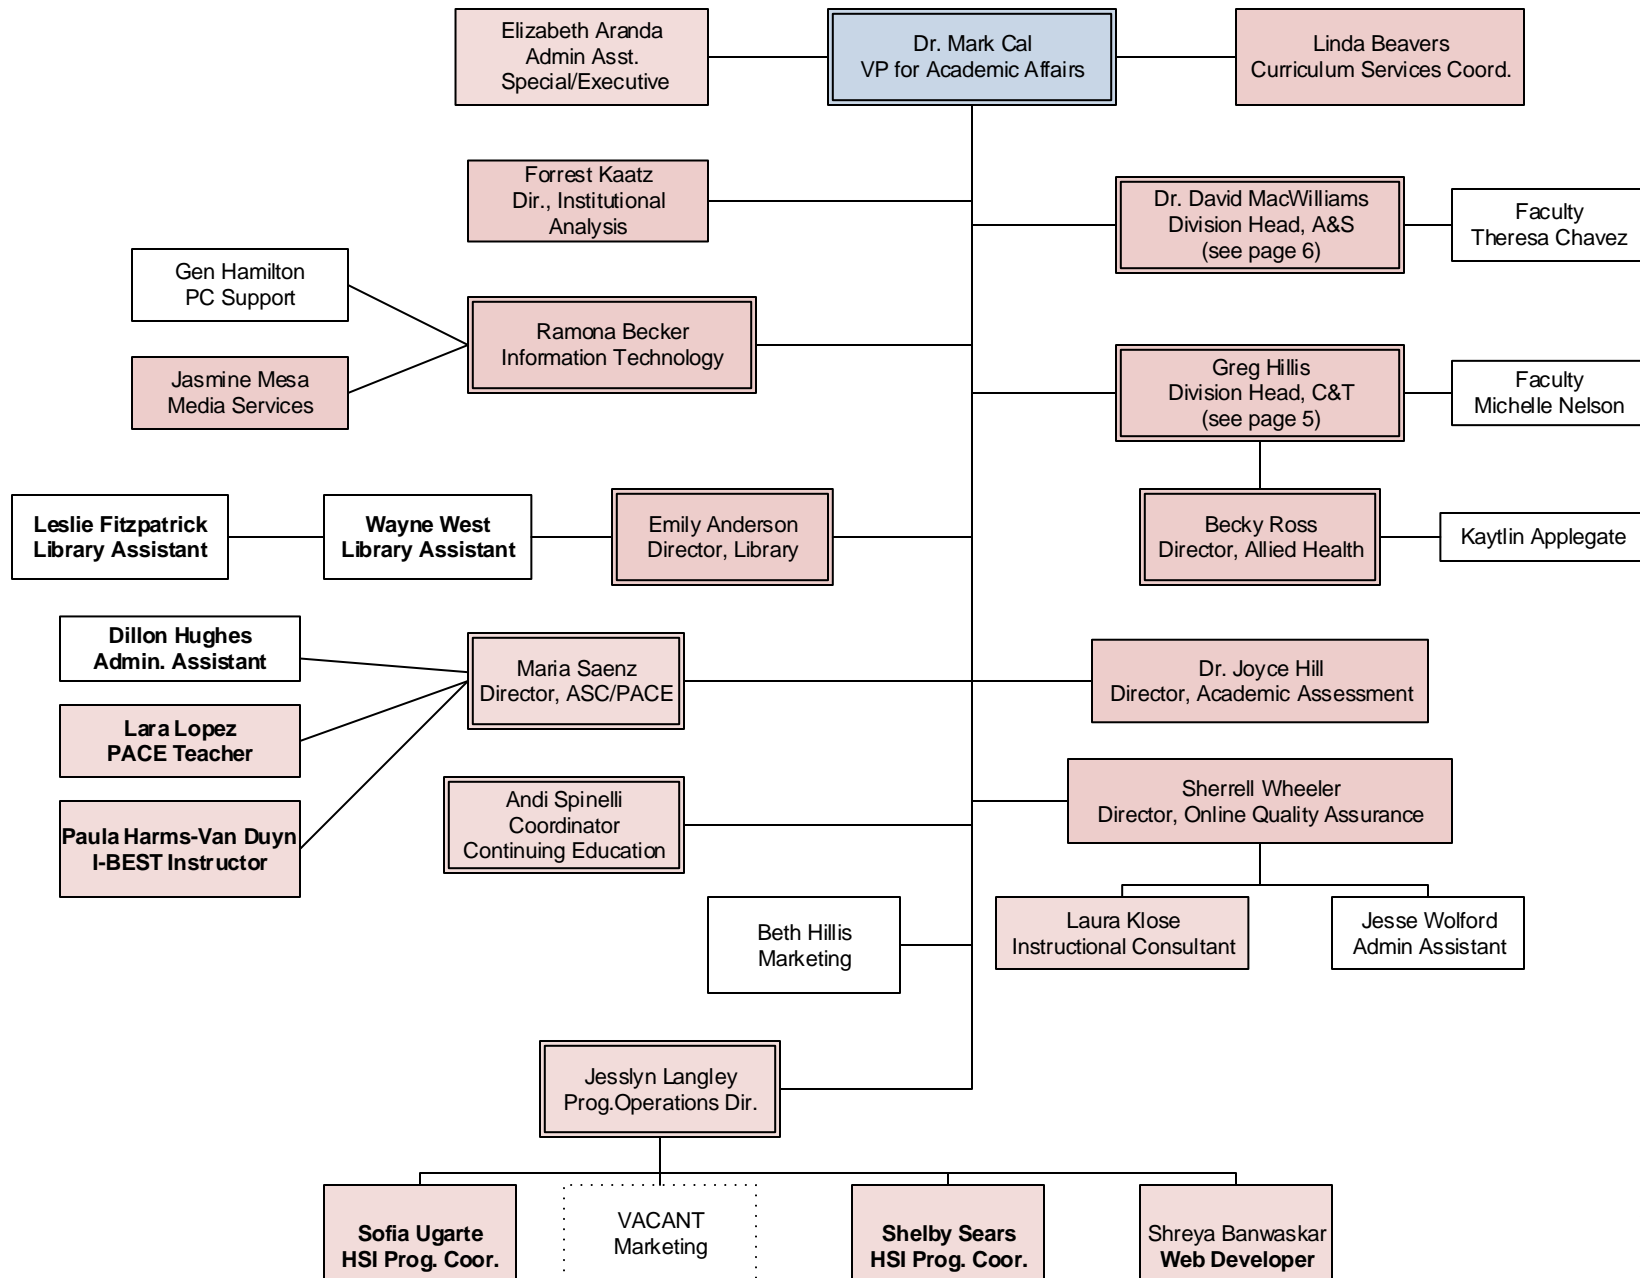 Elizabeth Aranda
Admin Asst.
Special/Executive
Dr. Mark Cal
VP for Academic Affairs
Linda Beavers
Curriculum Services Coord.
Forrest Kaatz
Dir., Institutional
Analysis
Dr. David MacWilliams
Division Head, A&S
(see page 6)
Faculty
Theresa Chavez
Gen Hamilton
PC Support
Ramona Becker
Information Technology
Jasmine Mesa
Media Services
Greg Hillis
Division Head, C&T
(see page 5)
Faculty
Michelle Nelson
Leslie Fitzpatrick
Library Assistant
Wayne West
Library Assistant
Emily Anderson
Director, Library
Becky Ross
Director, Allied Health
Kaytlin Applegate
Dillon Hughes
Admin. Assistant
Maria Saenz
Director, ASC/PACE
Dr. Joyce Hill
Director, Academic Assessment
Lara Lopez
PACE Teacher
Paula Harms-Van Duyn
I-BEST Instructor
Andi Spinelli
Coordinator
Continuing Education
Sherrell Wheeler
Director, Online Quality Assurance
Beth Hillis
Marketing
Laura Klose
Instructional Consultant
Jesse Wolford
Admin Assistant
Jesslyn Langley
Prog.Operations Dir.
Sofia Ugarte
HSI Prog. Coor.
VACANT
Marketing
Shelby Sears
HSI Prog. Coor.
Shreya Banwaskar
Web Developer